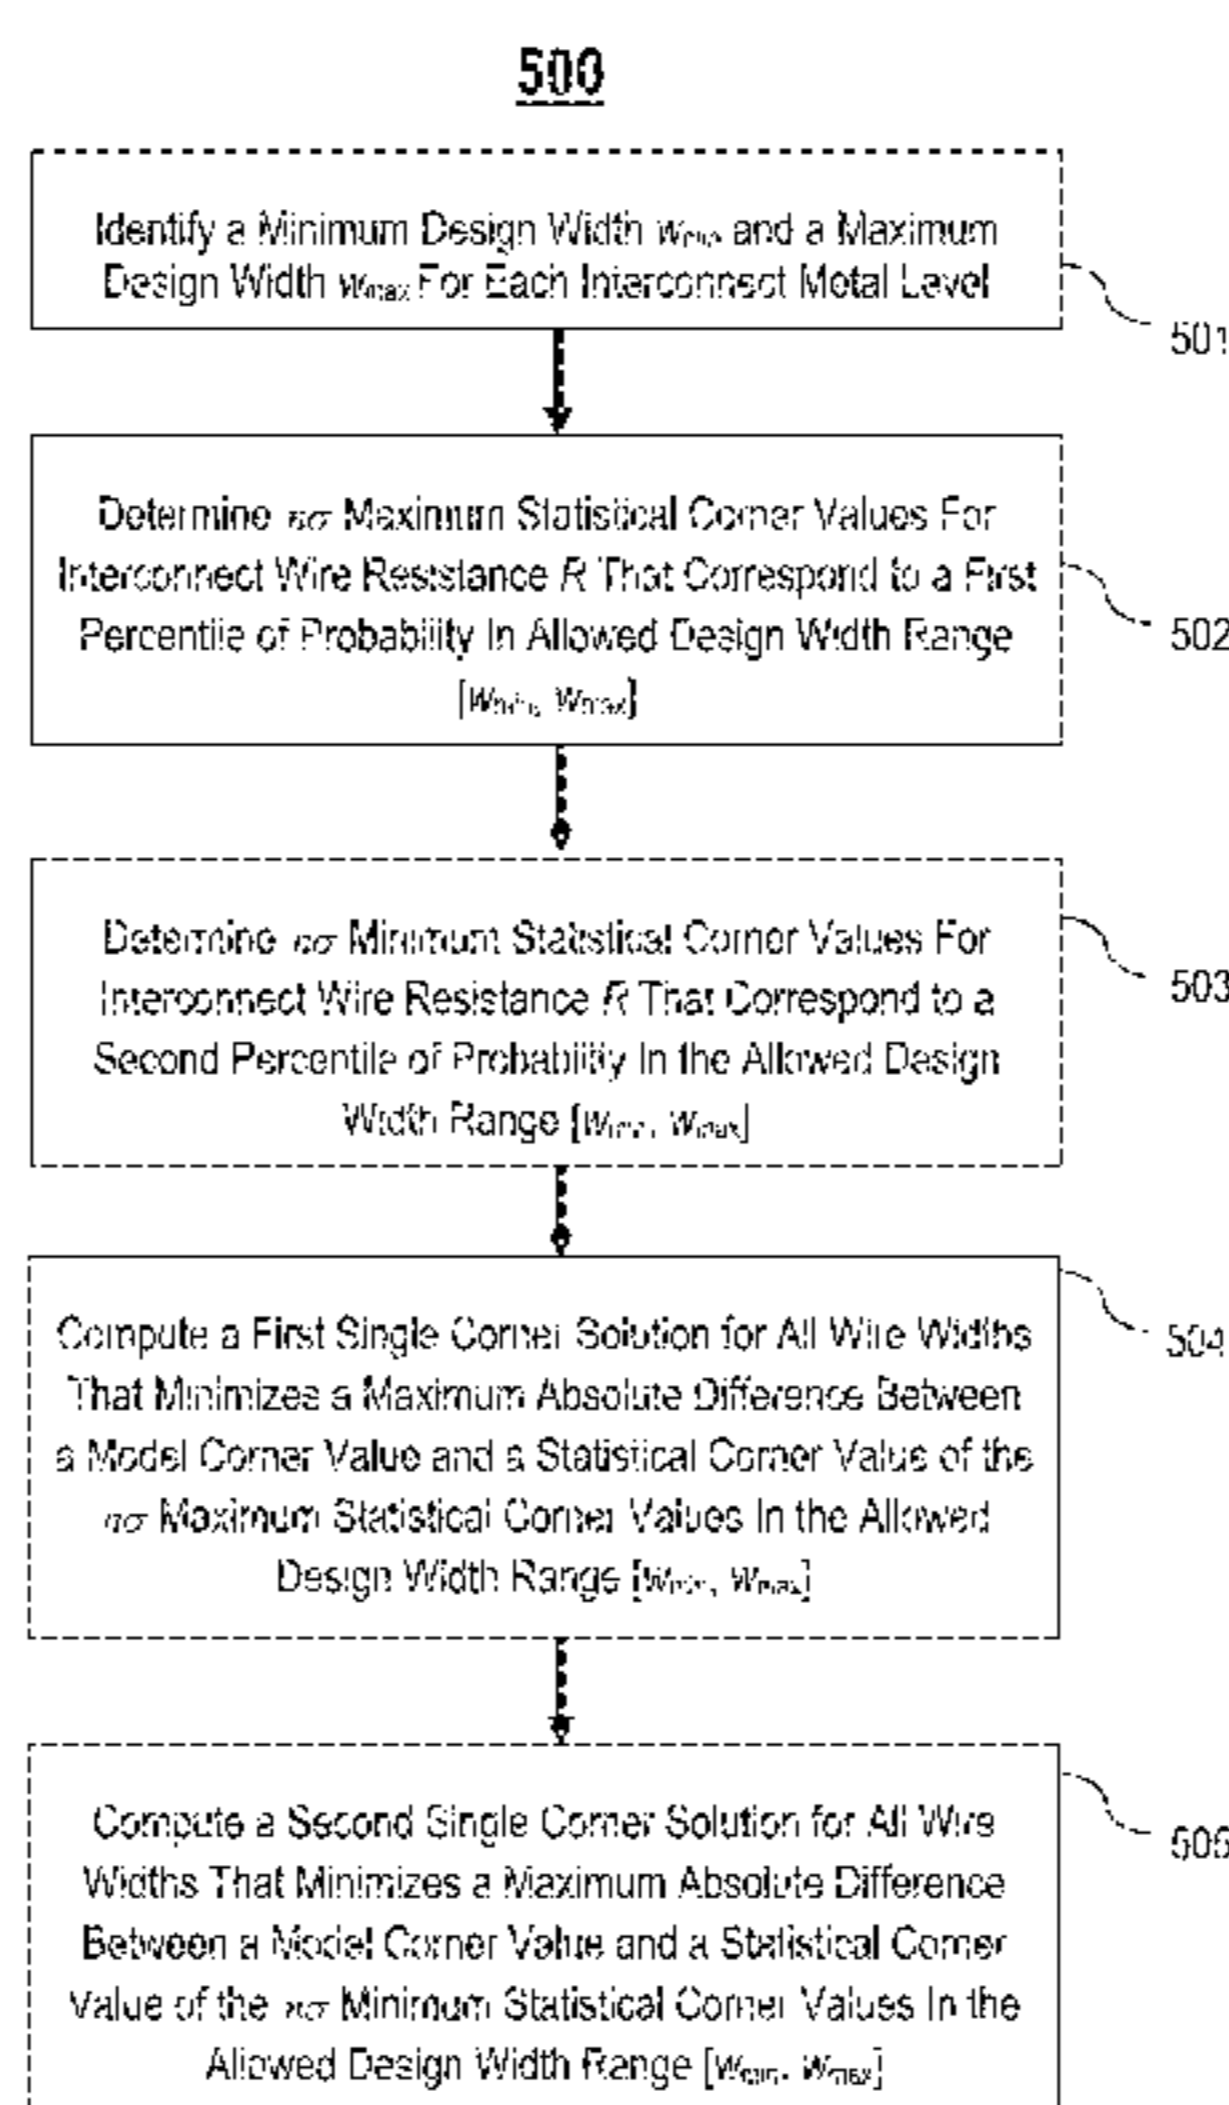 500
Identify a Minimum Design Width wmin and a Maximum
Design Width wmax For Each Interconnect Metal Level
501
Determine nσ Maximum Statistical Corner Values For
Interconnect Wire Resistance R That Correspond to a First
Percentile of Probability In Allowed Design Width Range
[wmin, wmax]
502
Determine nσ Minimum Statistical Corner Values For
Interconnect Wire Resistance R That Correspond to a
Second Percentile of Probability In the Allowed Design
Width Range [wmin, wmax]
503
Compute a First Single Corner Solution for All Wire Widths
That Minimizes a Maximum Absolute Difference Between
a Model Corner Value and a Statistical Corner Value of the
nσ Maximum Statistical Corner Values In the Allowed
Design Width Range [wmin, wmax]
504
Compute a Second Single Corner Solution for All Wire
Widths That Minimizes a Maximum Absolute Difference
Between a Model Corner Value and a Statistical Corner
Value of the nσ Minimum Statistical Corner Values In the
Allowed Design Width Range [wmin, wmax]
505